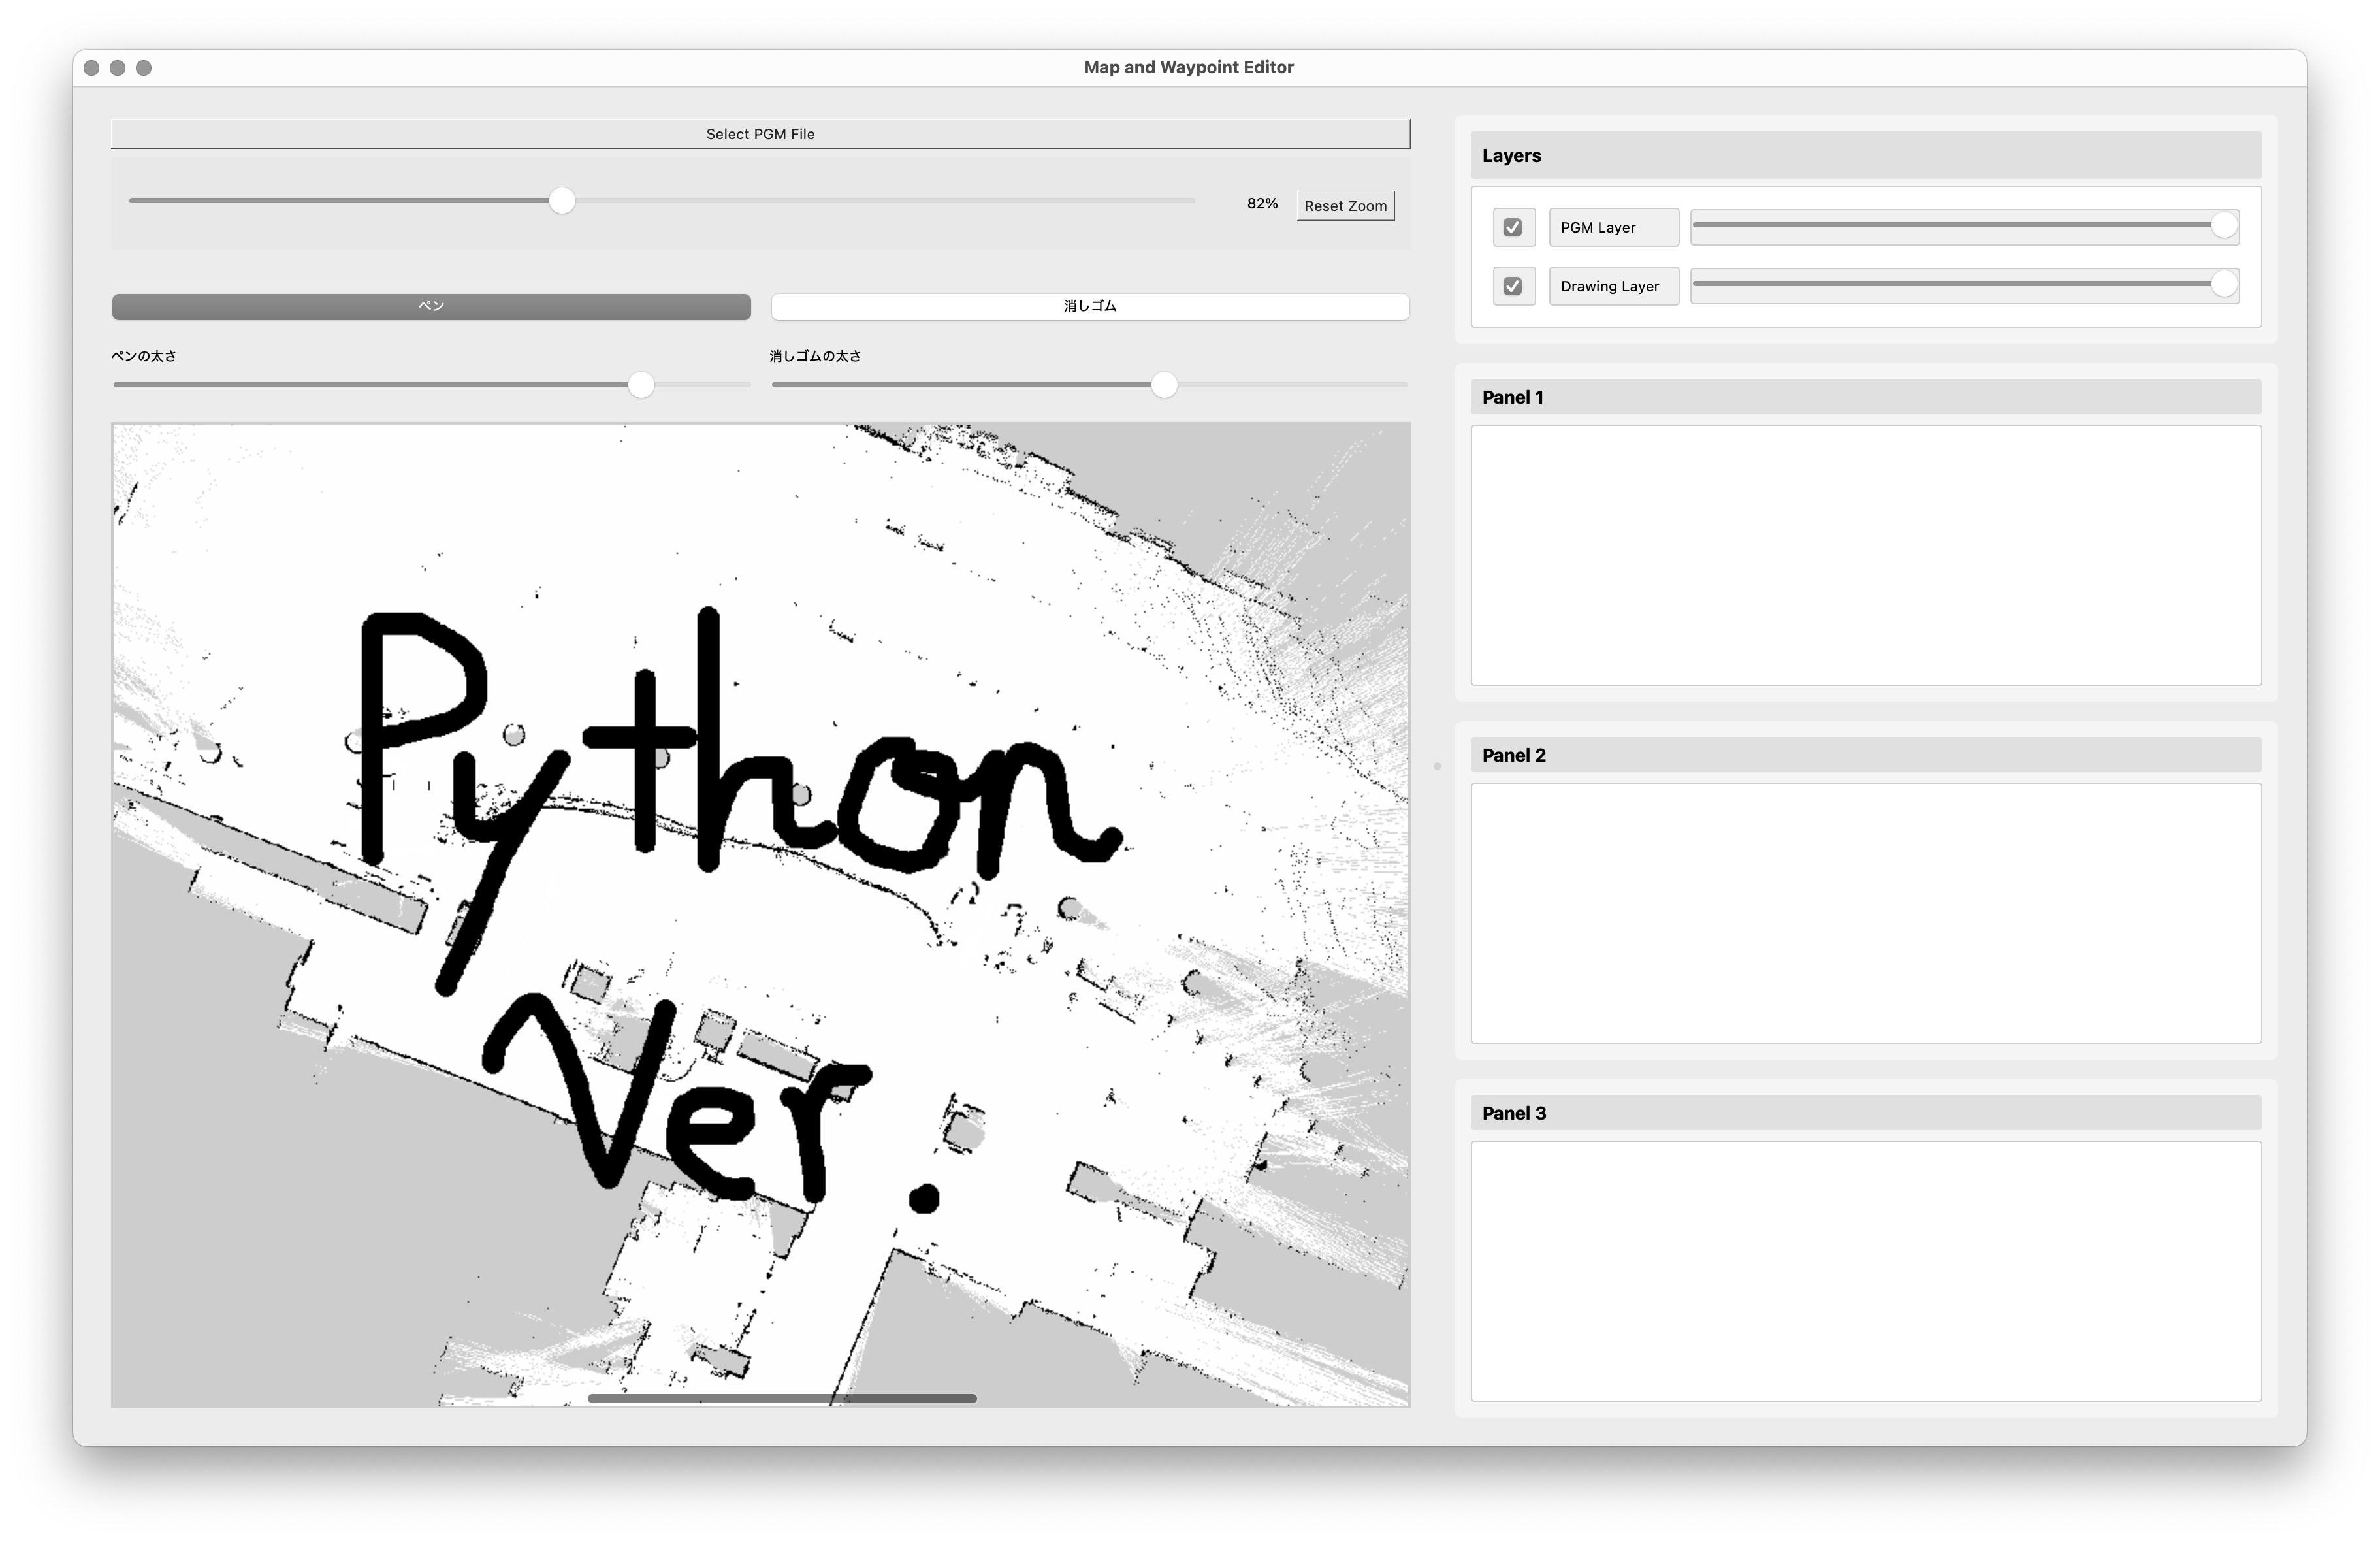 Map and Waypoint Editor
Select PGM File
82% Reset Zoom
ペン 消しゴム
ペンの太さ 消しゴムの太さ
Python
Ver.
Layers
PGM Layer
Drawing Layer
Panel 1
Panel 2
Panel 3